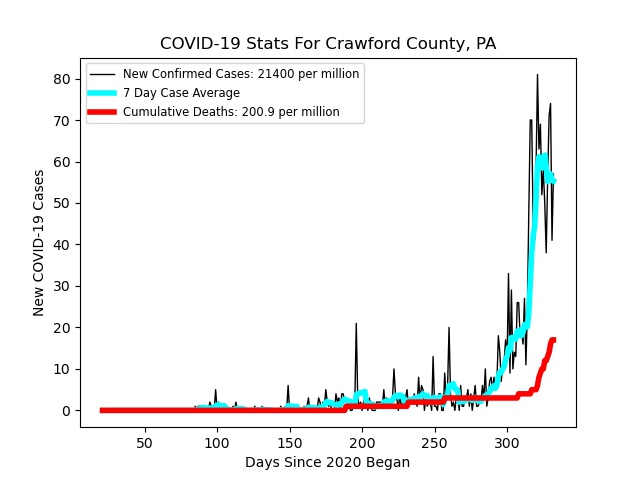 COVID-19 Stats For Crawford County, PA
New Confirmed Cases: 21400 per million
7 Day Case Average
Cumulative Deaths: 200.9 per million
New COVID-19 Cases
80
70
60
50
40
30
20
10
0
50 100 150 200 250 300
Days Since 2020 Began